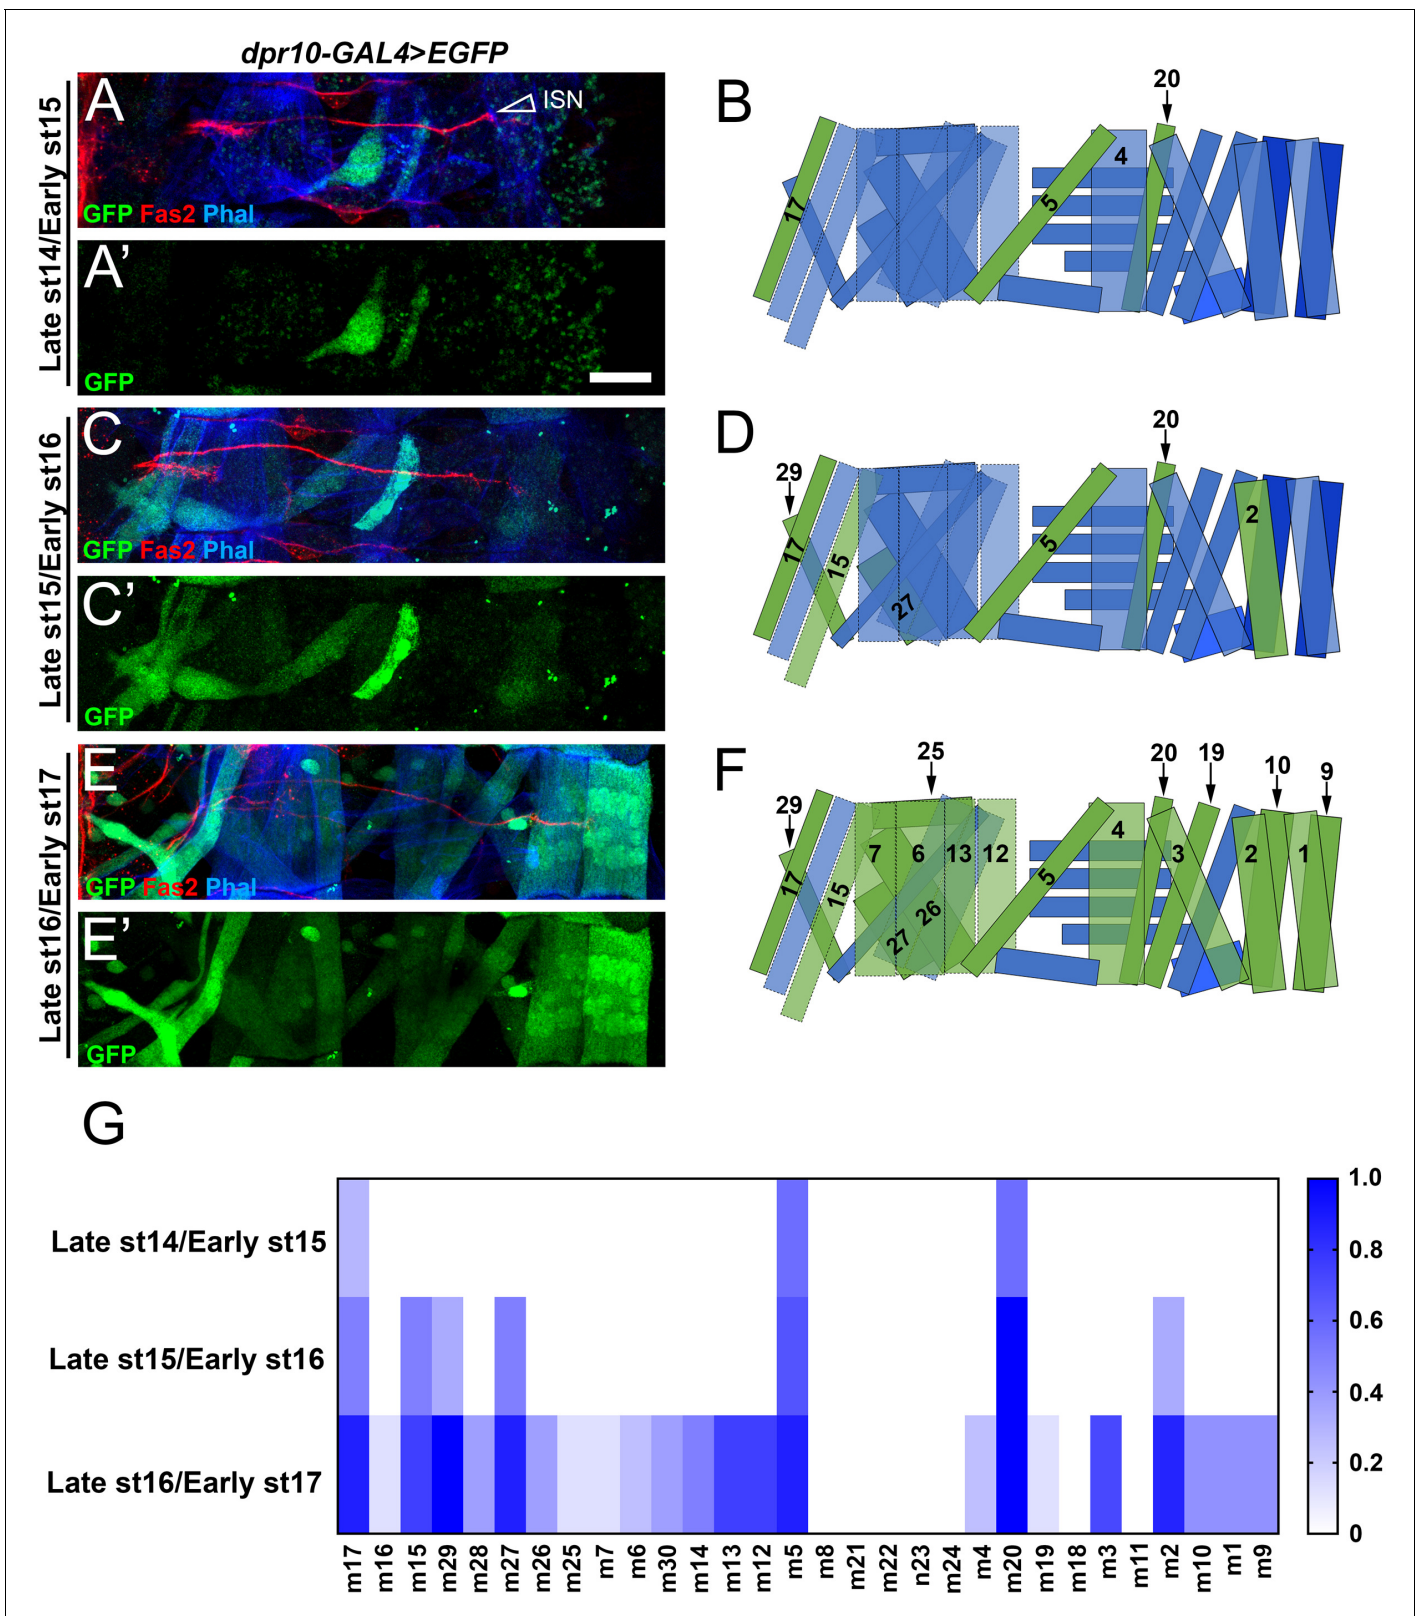 dpr10-GAL4>EGFP
Late st14/Early st15
A
ISN
GFP Fas2 Phal
A’
GFP
B
20
17
5
4
Late st15/Early st16
C
GFP Fas2 Phal
C’
GFP
D
29
20
17
15
27
5
2
Late st16/Early st17
E
GFP Fas2 Phal
E’
GFP
F
25
20
19
10
9
29
17
15
7
6
13
12
27
26
5
4
3
2
1
G
Late st14/Early st15
Late st15/Early st16
Late st16/Early st17
1.0
0.8
0.6
0.4
0.2
0
m17 m16 m15 m29 m28 m27 m26 m25 m7 m6 m30 m14 m13 m12 m5 m8 m21 m22 n23 m24 m4 m20 m19 m18 m3 m11 m2 m10 m1 m9